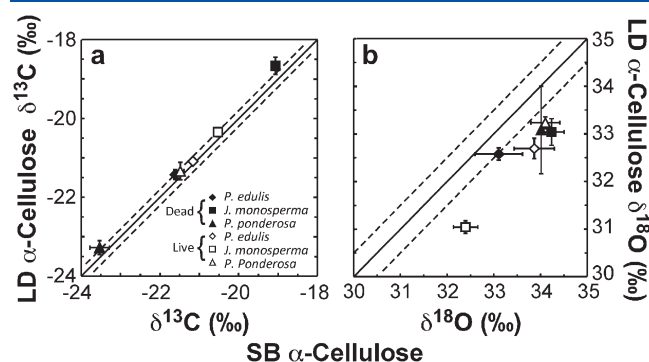 a
b
LD α-Cellulose δ13C (‰)
-18
-20
-22
-24
-24 -22 -20 -18
δ13C (‰)
Dead { P. edulis
J. monosperma
P. ponderosa
Live { P. edulis
J. monosperma
P. Ponderosa
35
34
33
32
31
30
30 31 32 33 34 35
δ18O (‰)
LD α-Cellulose δ18O (‰)
SB α-Cellulose